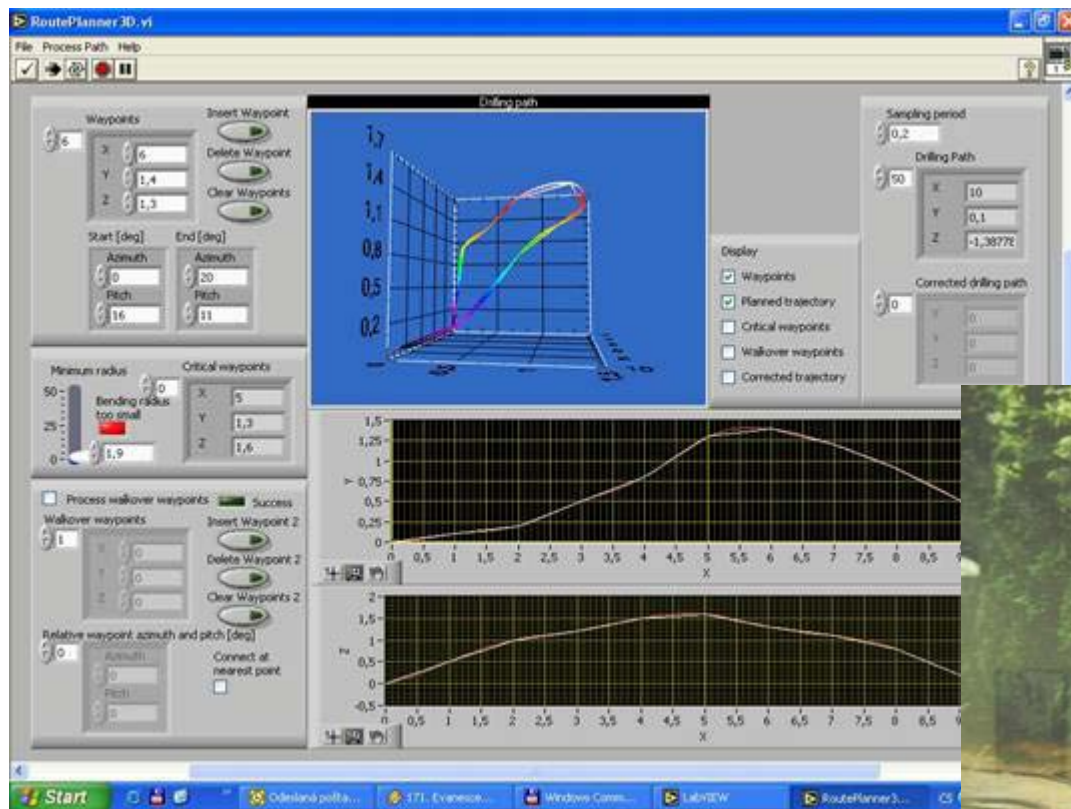 RoutePlanner3D.vi
File Process Path Help
Waypoints
6
X 6
Y 1,4
Z 1,3
Insert Waypoint
Delete Waypoint
Clear Waypoints
Start [deg] End [deg]
Azimuth Azimuth
0 20
Pitch Pitch
16 11
Drilling path
1,7
1,4
1,1
0,8
0,5
0,2
Display
Waypoints
Planned trajectory
Critical waypoints
Walkover waypoints
Corrected trajectory
Sampling period
0,2
Drilling Path
50
X 10
Y 0,1
Z -1,3877E
Corrected drilling path
0
X 0
Y 0
Z 0
Minimum radius
50
25
0
Bending radius
too small
1,9
Critical waypoints
0
X 5
Y 1,3
Z 1,6
Process walkover waypoints Success
Walkover waypoints
1
X 0
Y 0
Z 0
Insert Waypoint 2
Delete Waypoint 2
Clear Waypoints 2
Relative waypoint azimuth and pitch [deg]
0
Azimuth
0
Pitch
0
Connect at
nearest point
Y
1,5
1,25
1
0,75
0,5
0,25
0
0 0,5 1 1,5 2 2,5 3 3,5 4 4,5 5 5,5 6 6,5 7 7,5 8 8,5
X
Z
2
1,5
1
0,5
0
-0,5
0 0,5 1 1,5 2 2,5 3 3,5 4 4,5 5 5,5 6 6,5 7 7,5 8 8,5
X
Start
Odeslaná pošta...
171. Evanesce...
Windows Comm...
LabVIEW
RoutePlanner3...
CS